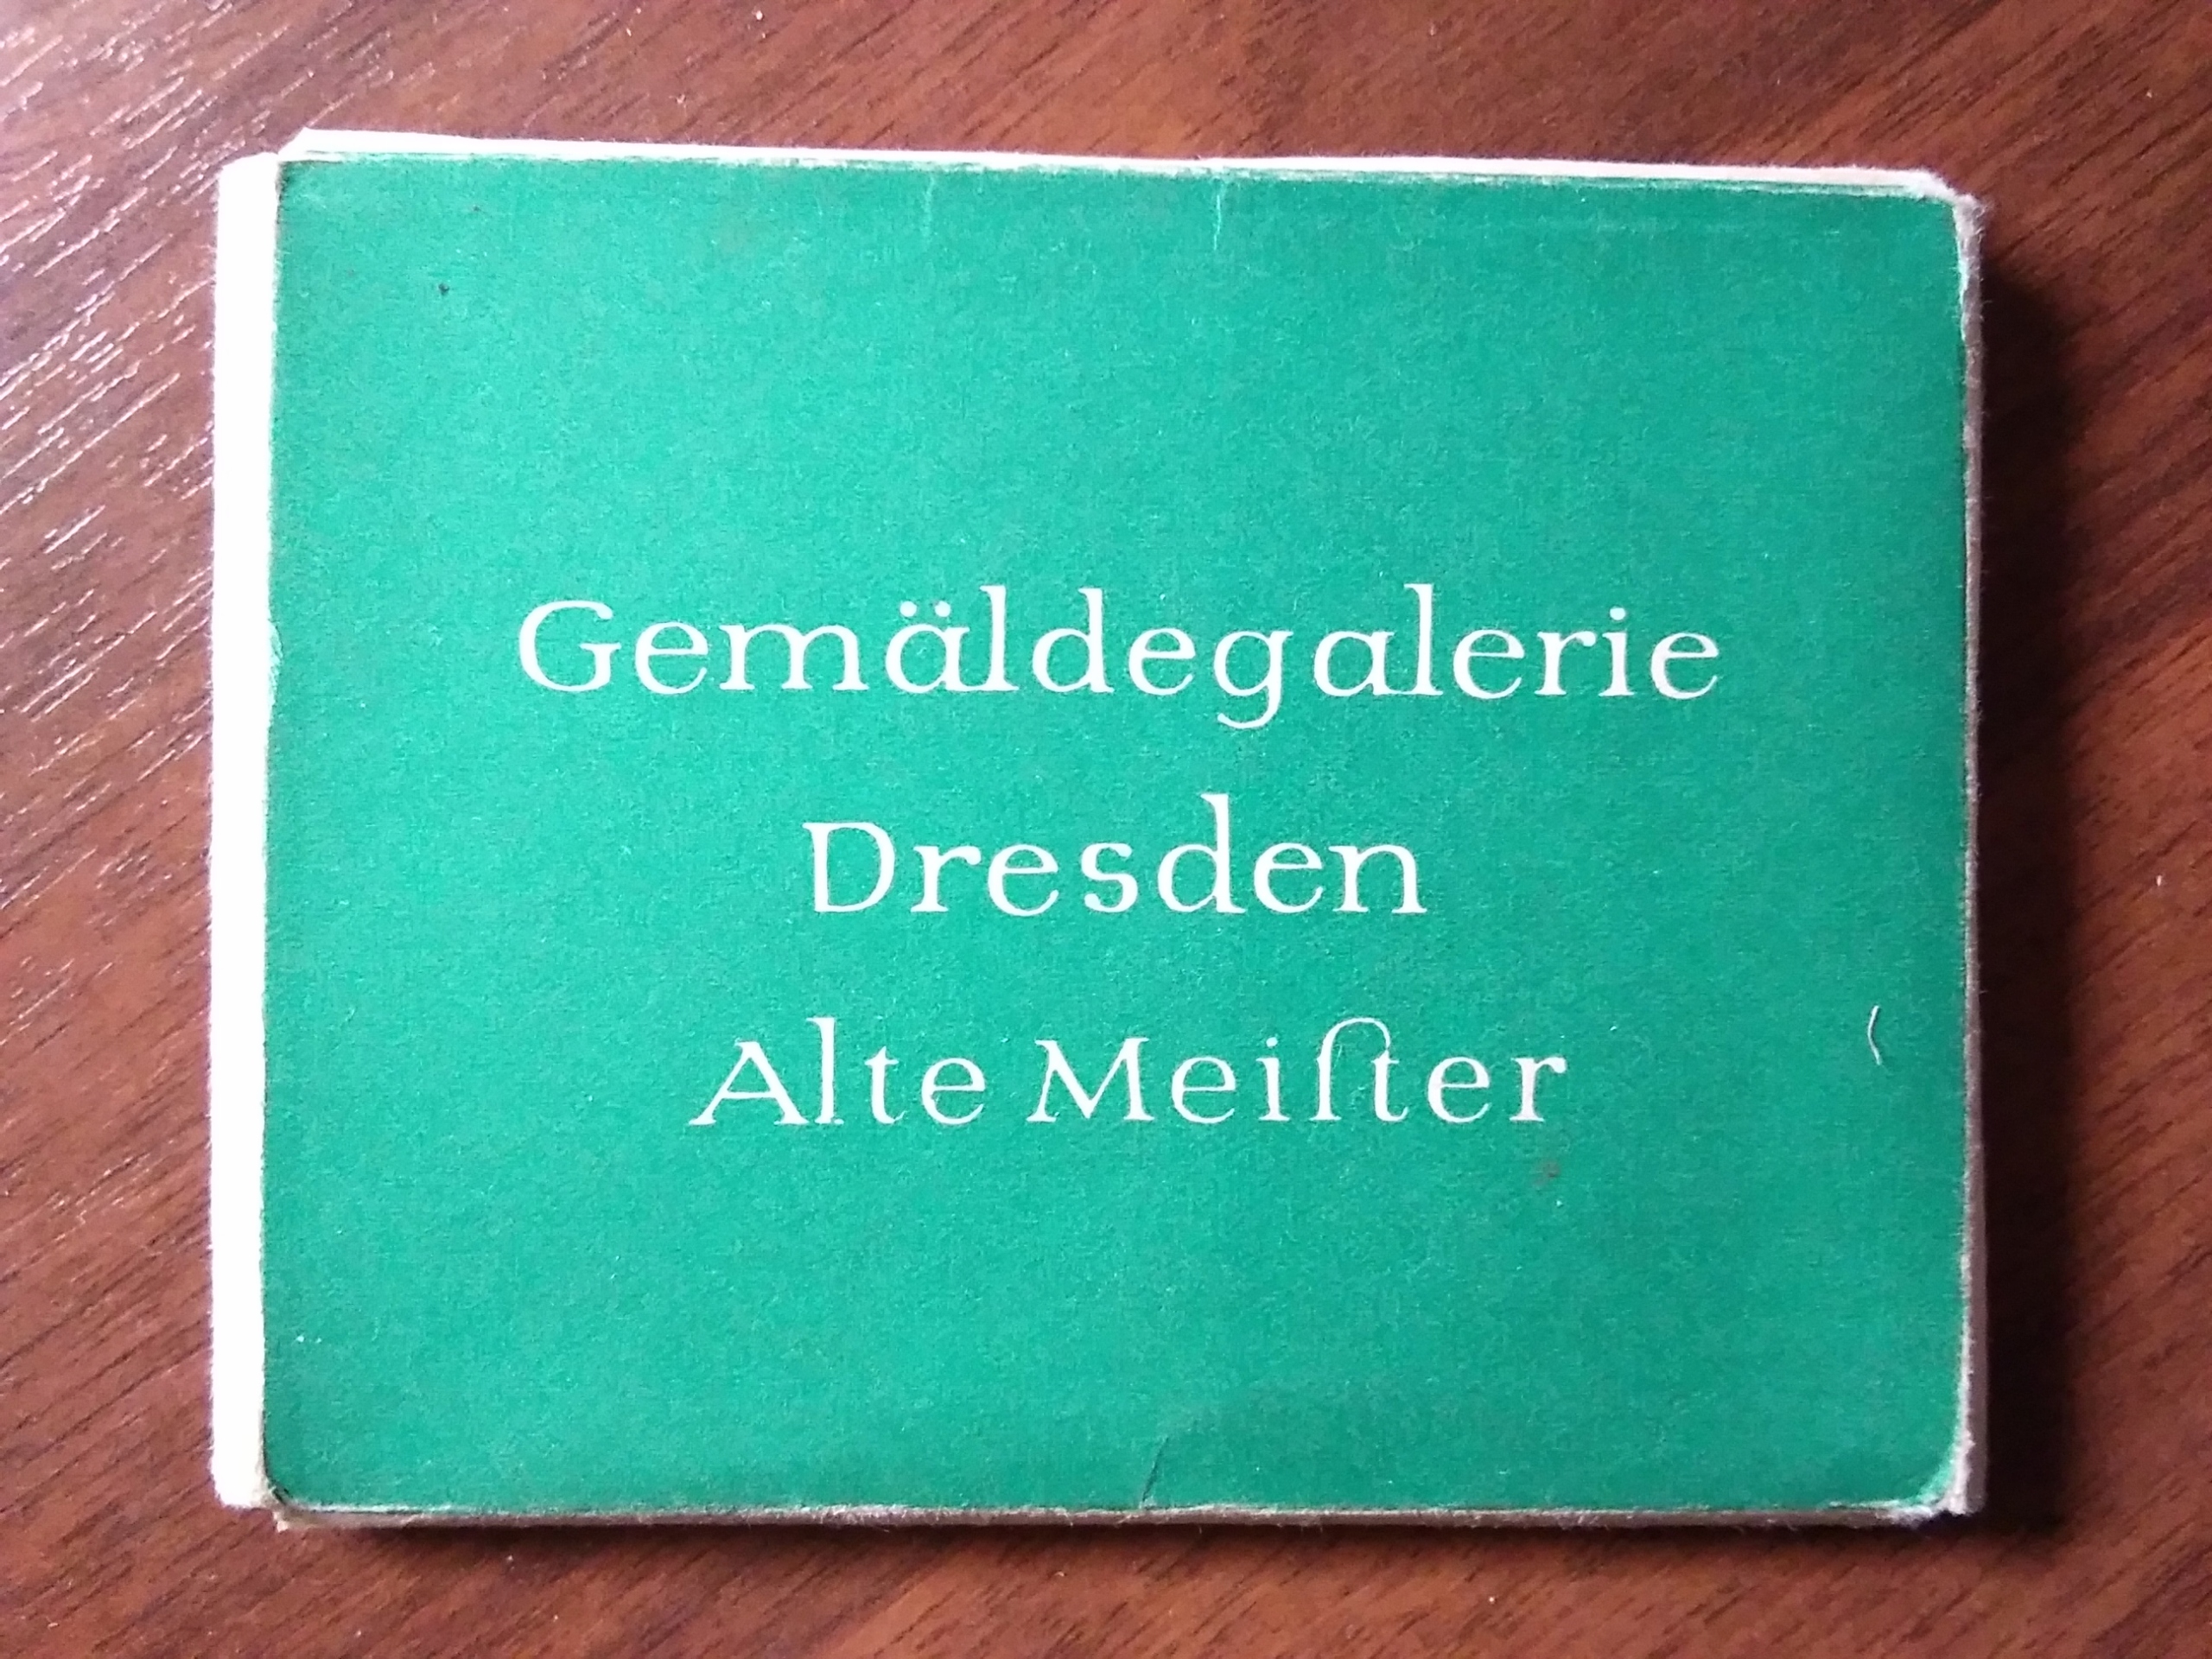 Gemäldegalerie
Dresden
Alte Meiſter